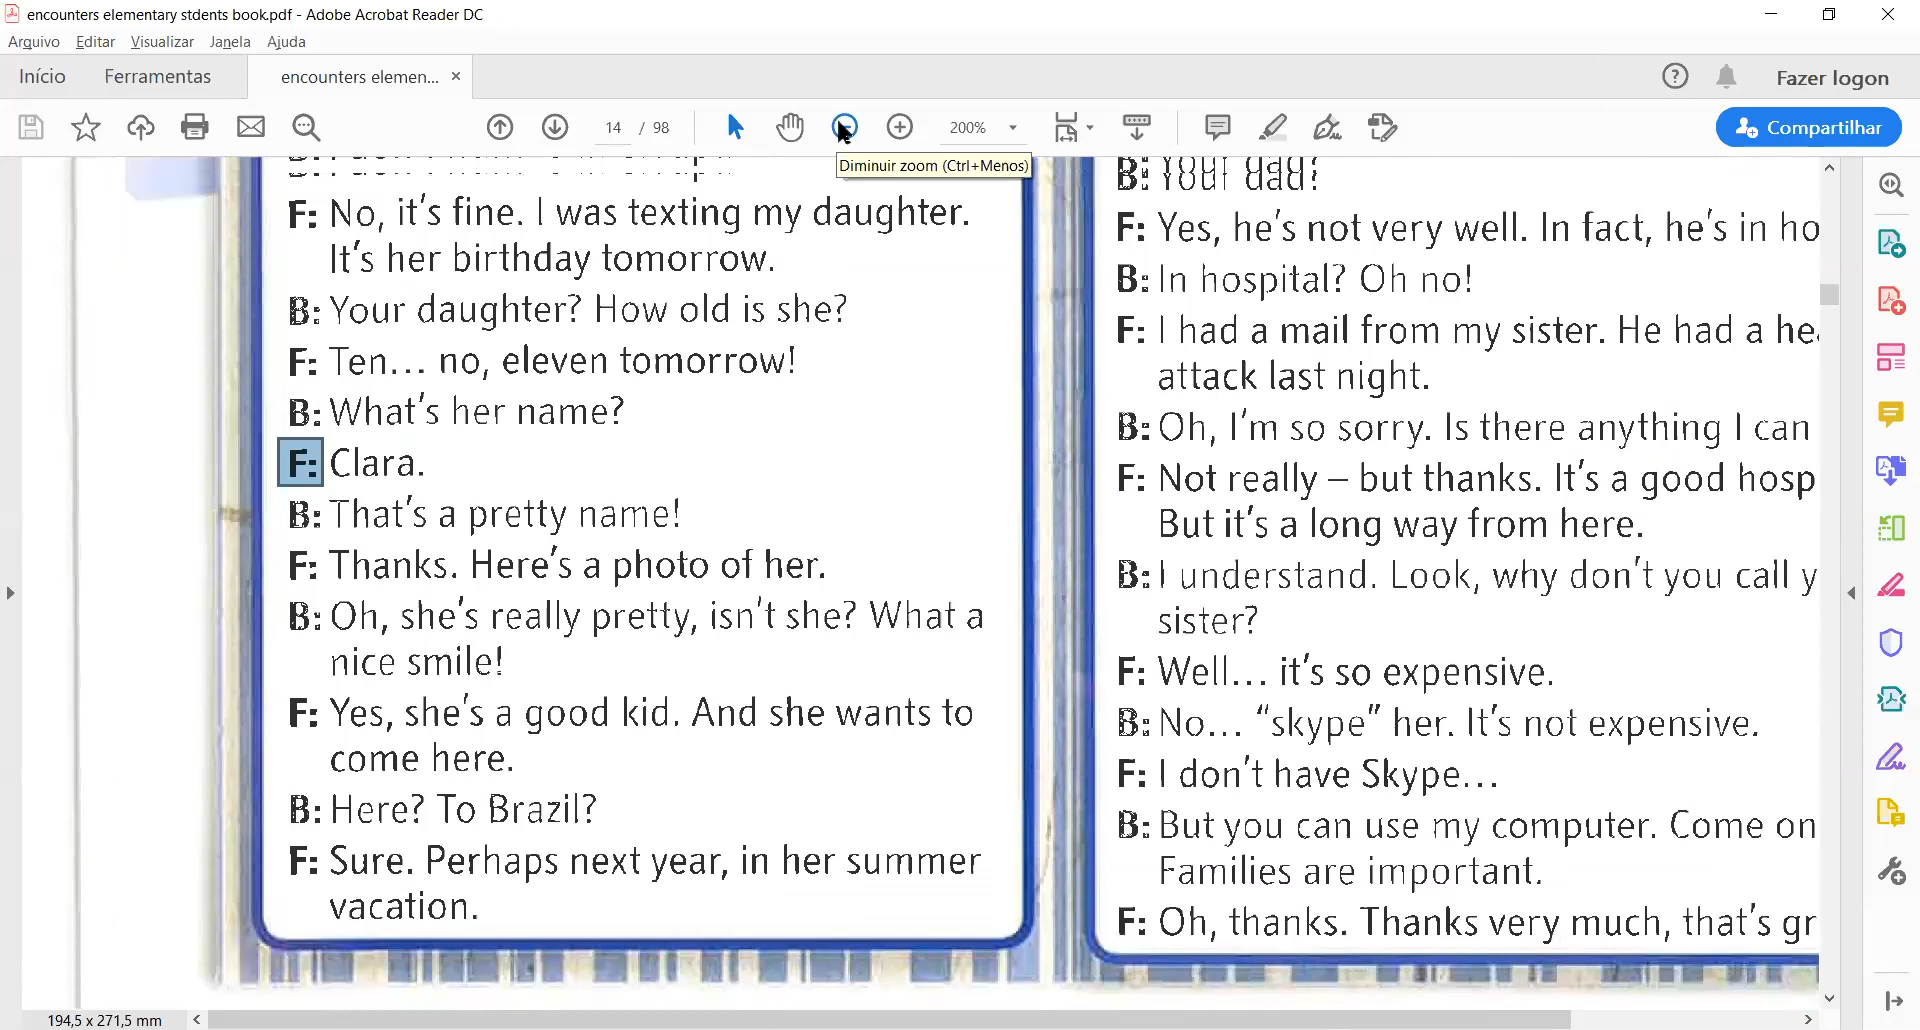 encounters elementary stdents book.pdf - Adobe Acrobat Reader DC
Arquivo Editar Visualizar Janela Ajuda
Início Ferramentas encounters elemen... × Fazer logon
14 / 98 200% Compartilhar
Diminuir zoom (Ctrl+Menos)
F: No, it's fine. I was texting my daughter.
It's her birthday tomorrow.
B: Your daughter? How old is she?
F: Ten... no, eleven tomorrow!
B: What's her name?
F: Clara.
B: That's a pretty name!
F: Thanks. Here's a photo of her.
B: Oh, she's really pretty, isn't she? What a
nice smile!
F: Yes, she's a good kid. And she wants to
come here.
B: Here? To Brazil?
F: Sure. Perhaps next year, in her summer
vacation.
B: Your dad?
F: Yes, he's not very well. In fact, he's in ho
B: In hospital? Oh no!
F: I had a mail from my sister. He had a hea
attack last night.
B: Oh, I'm so sorry. Is there anything I can
F: Not really – but thanks. It's a good hosp
But it's a long way from here.
B: I understand. Look, why don't you call y
sister?
F: Well... it's so expensive.
B: No... "skype" her. It's not expensive.
F: I don't have Skype...
B: But you can use my computer. Come on
Families are important.
F: Oh, thanks. Thanks very much, that's gr
194,5 x 271,5 mm